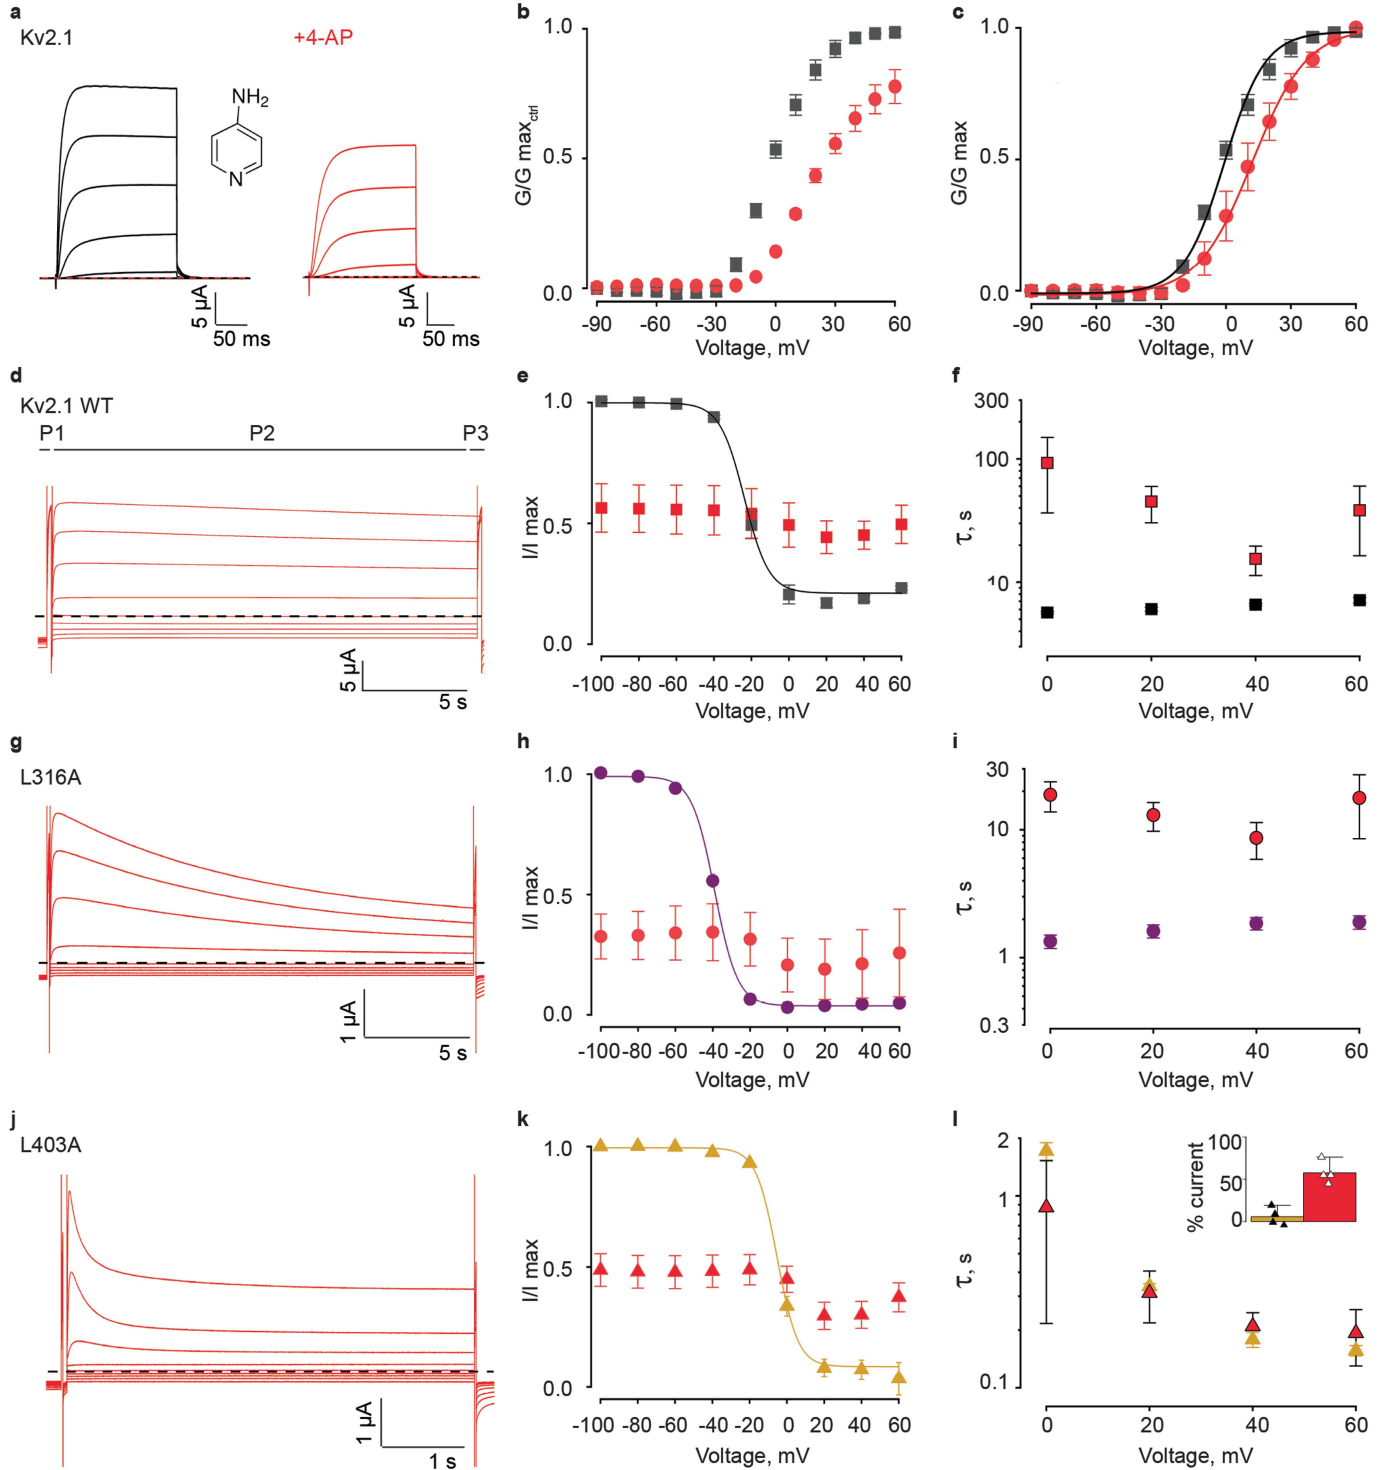 a
Kv2.1
+4-AP
NH2
N
5 µA
50 ms
5 µA
50 ms
b
G/G maxctrl
1.0
0.5
0.0
-90 -60 -30 0 30 60
Voltage, mV
c
G/G max
1.0
0.5
0.0
-90 -60 -30 0 30 60
Voltage, mV
d
Kv2.1 WT
P1 P2 P3
5 µA
5 s
e
I/I max
1.0
0.5
0.0
-100 -80 -60 -40 -20 0 20 40 60
Voltage, mV
f
τ, s
300
100
10
0 20 40 60
Voltage, mV
g
L316A
1 µA
5 s
h
I/I max
1.0
0.5
0.0
-100 -80 -60 -40 -20 0 20 40 60
Voltage, mV
i
τ, s
30
10
1
0.3
0 20 40 60
Voltage, mV
j
L403A
1 µA
1 s
k
I/I max
1.0
0.5
0.0
-100 -80 -60 -40 -20 0 20 40 60
Voltage, mV
l
τ, s
2
1
0.1
0 20 40 60
Voltage, mV
% current
100
50
0